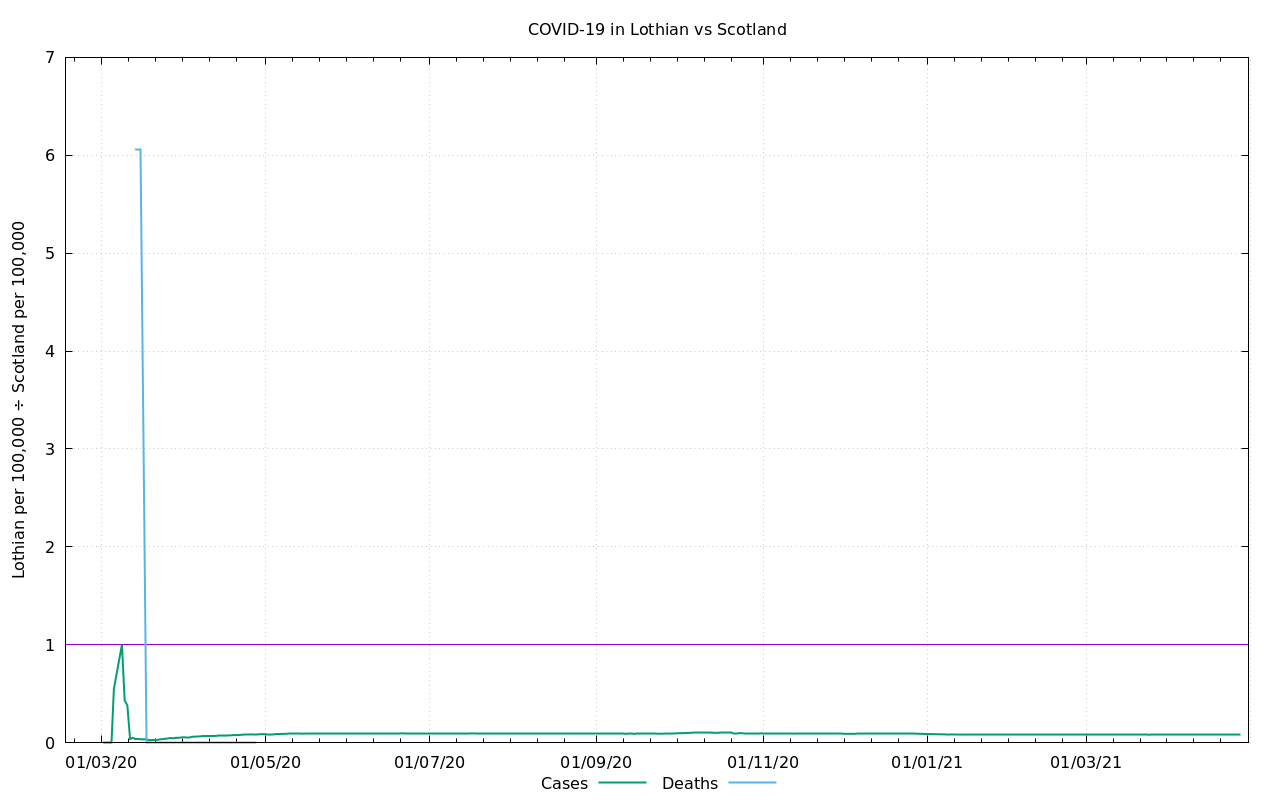 COVID-19 in Lothian vs Scotland
Lothian per 100,000 ÷ Scotland per 100,000
7
6
5
4
3
2
1
0
01/03/20 01/05/20 01/07/20 01/09/20 01/11/20 01/01/21 01/03/21
Cases Deaths